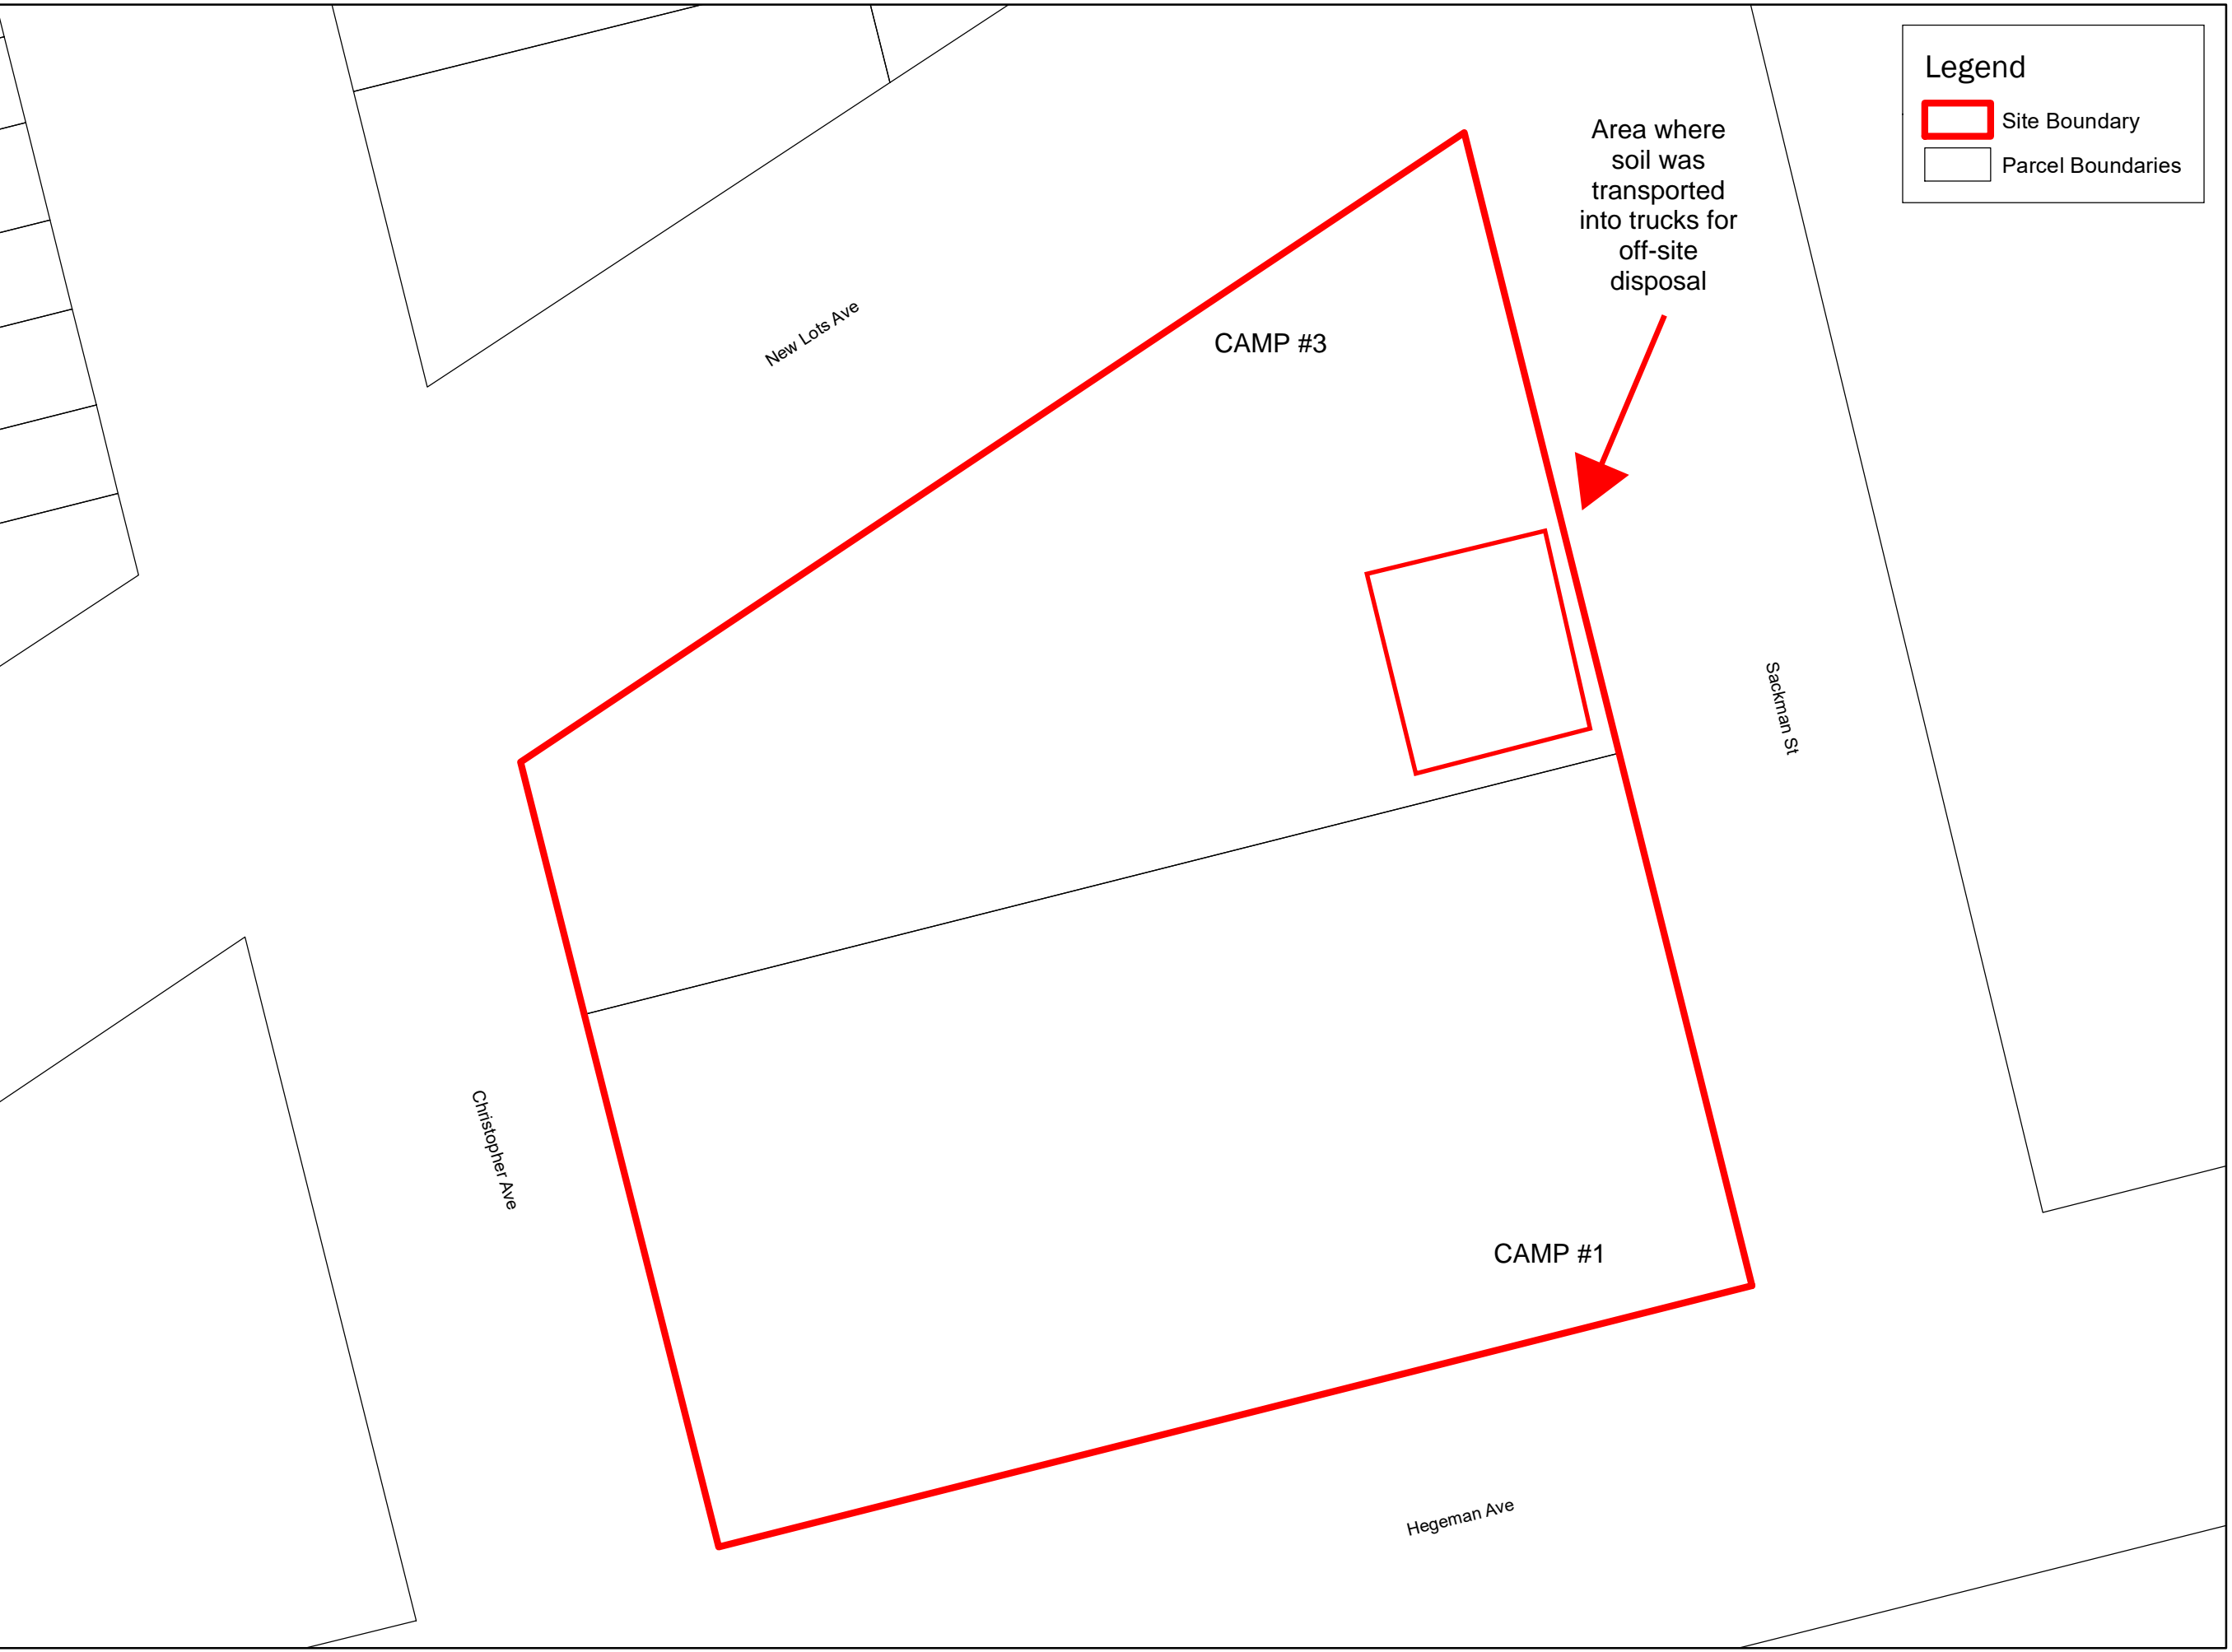 Legend
Site Boundary
Parcel Boundaries
Area where
soil was
transported
into trucks for
off-site
disposal
New Lots Ave
CAMP #3
Sackman St
Christopher Ave
CAMP #1
Hegeman Ave